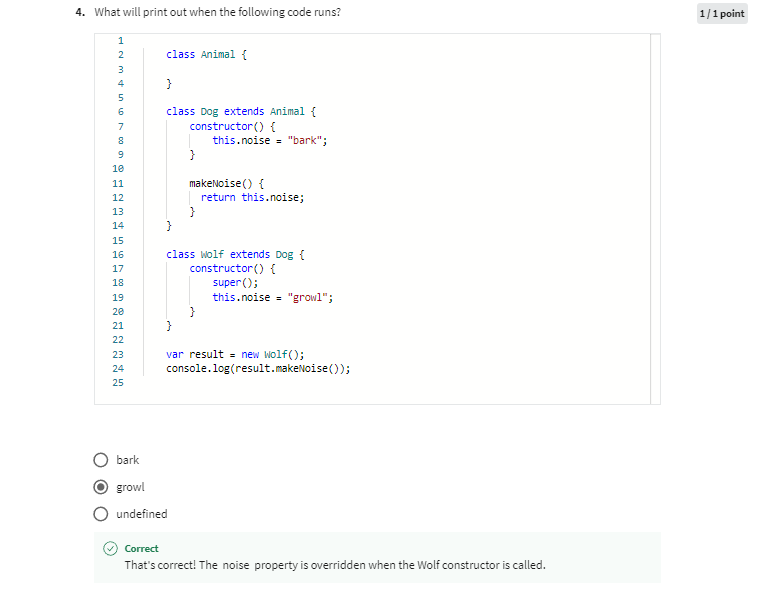 4. What will print out when the following code runs?
1 / 1 point
1
2 class Animal {
3
4 }
5
6 class Dog extends Animal {
7 constructor() {
8 this.noise = "bark";
9 }
10
11 makeNoise() {
12 return this.noise;
13 }
14 }
15
16 class Wolf extends Dog {
17 constructor() {
18 super();
19 this.noise = "growl";
20 }
21 }
22
23 var result = new Wolf();
24 console.log(result.makeNoise());
25
bark
growl
undefined
Correct
That's correct! The noise property is overridden when the Wolf constructor is called.